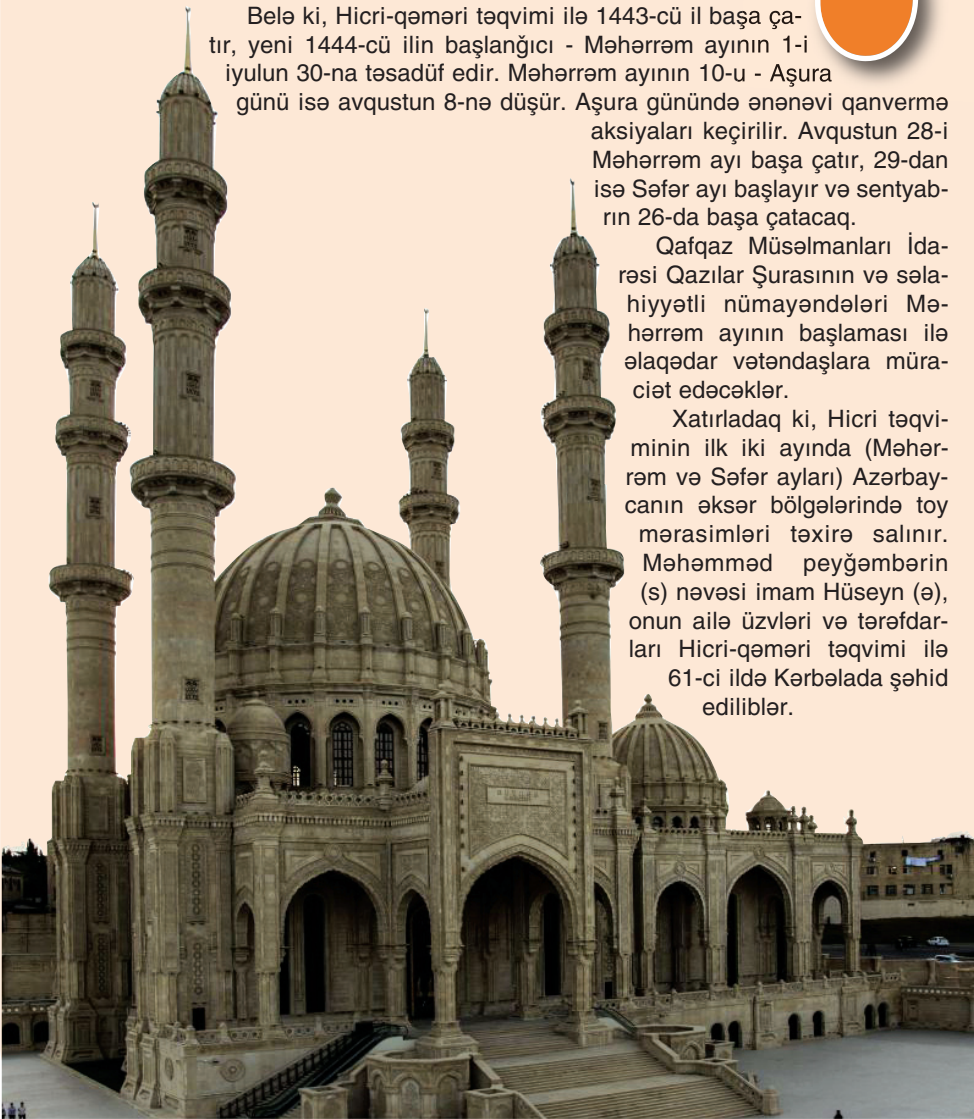 Belə ki, Hicri-qəməri təqvimi ilə 1443-cü il başa ça-
tır, yeni 1444-cü ilin başlanğıcı - Məhərrəm ayının 1-i
iyulun 30-na təsadüf edir. Məhərrəm ayının 10-u - Aşura
günü isə avqustun 8-nə düşür. Aşura günündə ənənəvi qanvermə
aksiyaları keçirilir. Avqustun 28-i
Məhərrəm ayı başa çatır, 29-dan
isə Səfər ayı başlayır və sentyab-
rın 26-da başa çatacaq.
Qafqaz Müsəlmanları İda-
rəsi Qazılar Şurasının və səla-
hiyyətli nümayəndələri Mə-
hərrəm ayının başlaması ilə
əlaqədar vətəndaşlara müra-
ciət edəcəklər.
Xatırladaq ki, Hicri təqvi-
minin ilk iki ayında (Məhər-
rəm və Səfər ayları) Azərbay-
canın əksər bölgələrində toy
mərasimləri təxirə salınır.
Məhəmməd peyğəmbərin
(s) nəvəsi imam Hüseyn (ə),
onun ailə üzvləri və tərəfdar-
ları Hicri-qəməri təqvimi ilə
61-ci ildə Kərbəlada şəhid
ediliblər.